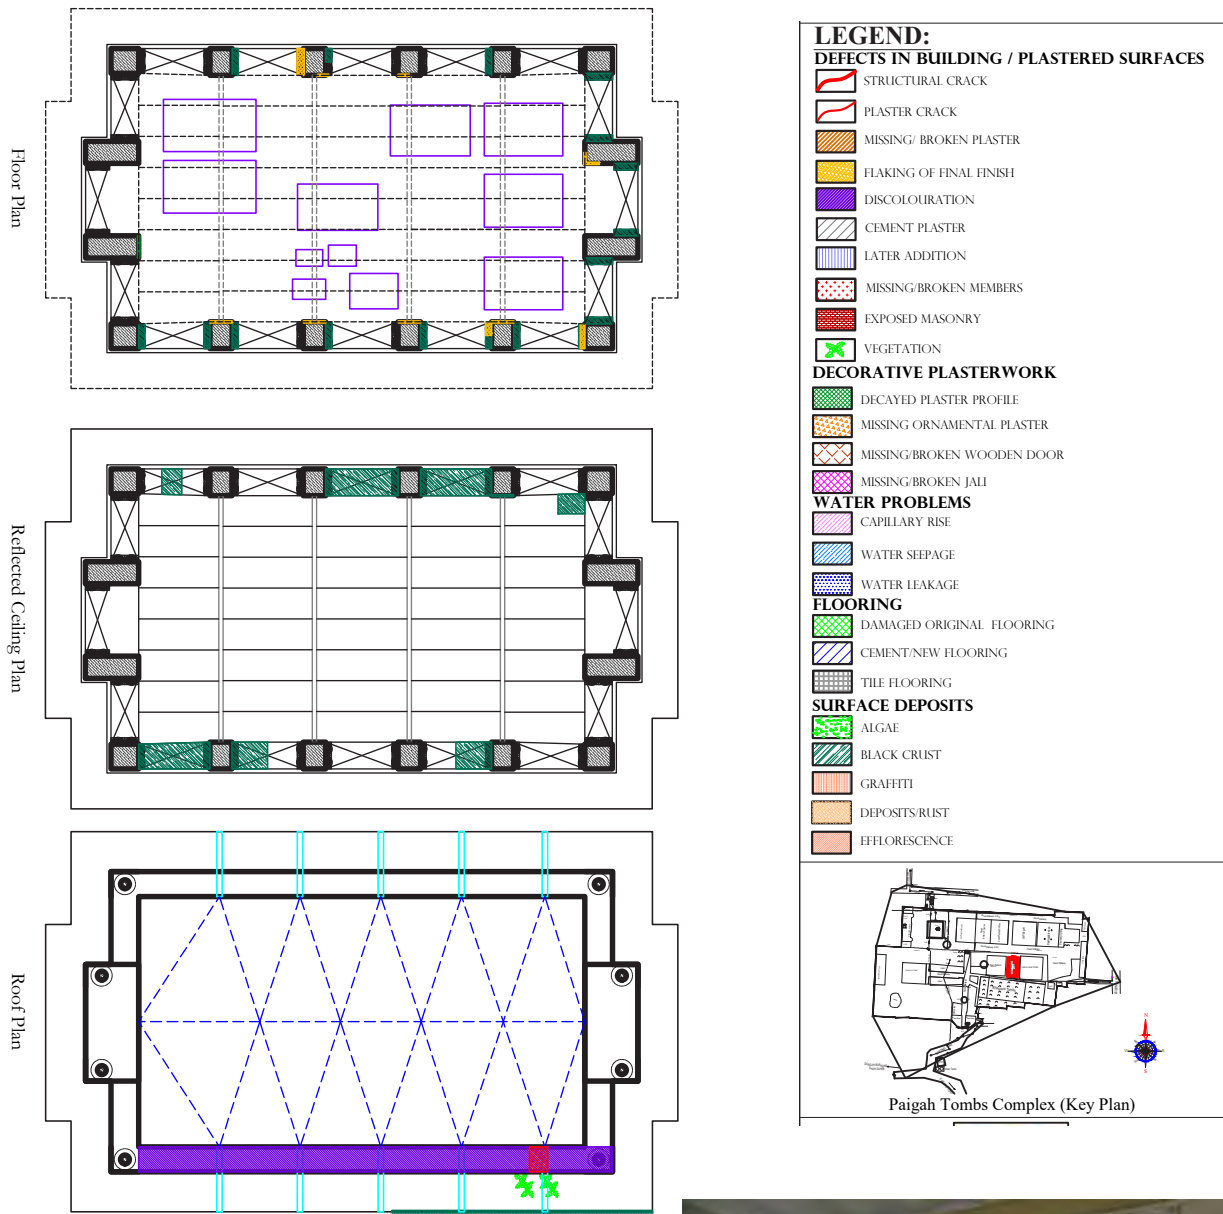 Floor Plan
Reflected Ceiling Plan
Roof Plan
LEGEND:
DEFECTS IN BUILDING / PLASTERED SURFACES
STRUCTURAL CRACK
PLASTER CRACK
MISSING/ BROKEN PLASTER
FLAKING OF FINAL FINISH
DISCOLOURATION
CEMENT PLASTER
LATER ADDITION
MISSING/BROKEN MEMBERS
EXPOSED MASONRY
VEGETATION
DECORATIVE PLASTERWORK
DECAYED PLASTER PROFILE
MISSING ORNAMENTAL PLASTER
MISSING/BROKEN WOODEN DOOR
MISSING/BROKEN JALI
WATER PROBLEMS
CAPILLARY RISE
WATER SEEPAGE
WATER LEAKAGE
FLOORING
DAMAGED ORIGINAL FLOORING
CEMENT/NEW FLOORING
TILE FLOORING
SURFACE DEPOSITS
ALGAE
BLACK CRUST
GRAFFITI
DEPOSITS/RUST
EFFLORESCENCE
N
S
Paigah Tombs Complex (Key Plan)